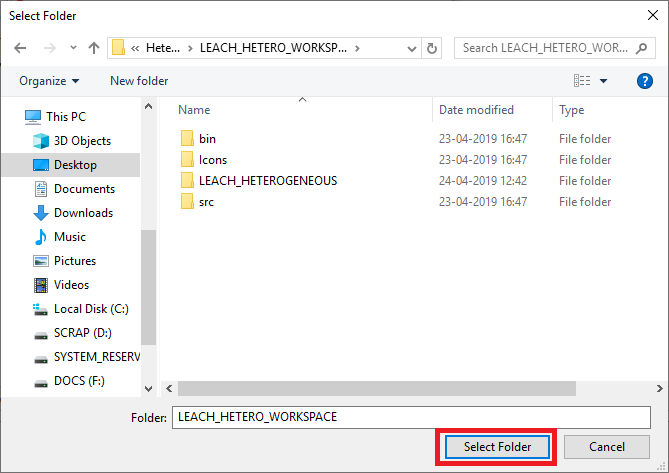 Select Folder
« Hete... › LEACH_HETERO_WORKSP... ›
Search LEACH_HETERO_WOR...
Organize
New folder
?
This PC
3D Objects
Desktop
Documents
Downloads
Music
Pictures
Videos
Local Disk (C:)
SCRAP (D:)
SYSTEM_RESERV
DOCS (F:)
Name Date modified Type
bin 23-04-2019 16:47 File folder
Icons 23-04-2019 16:47 File folder
LEACH_HETEROGENEOUS 24-04-2019 12:42 File folder
src 23-04-2019 16:47 File folder
Folder: LEACH_HETERO_WORKSPACE
Select Folder Cancel